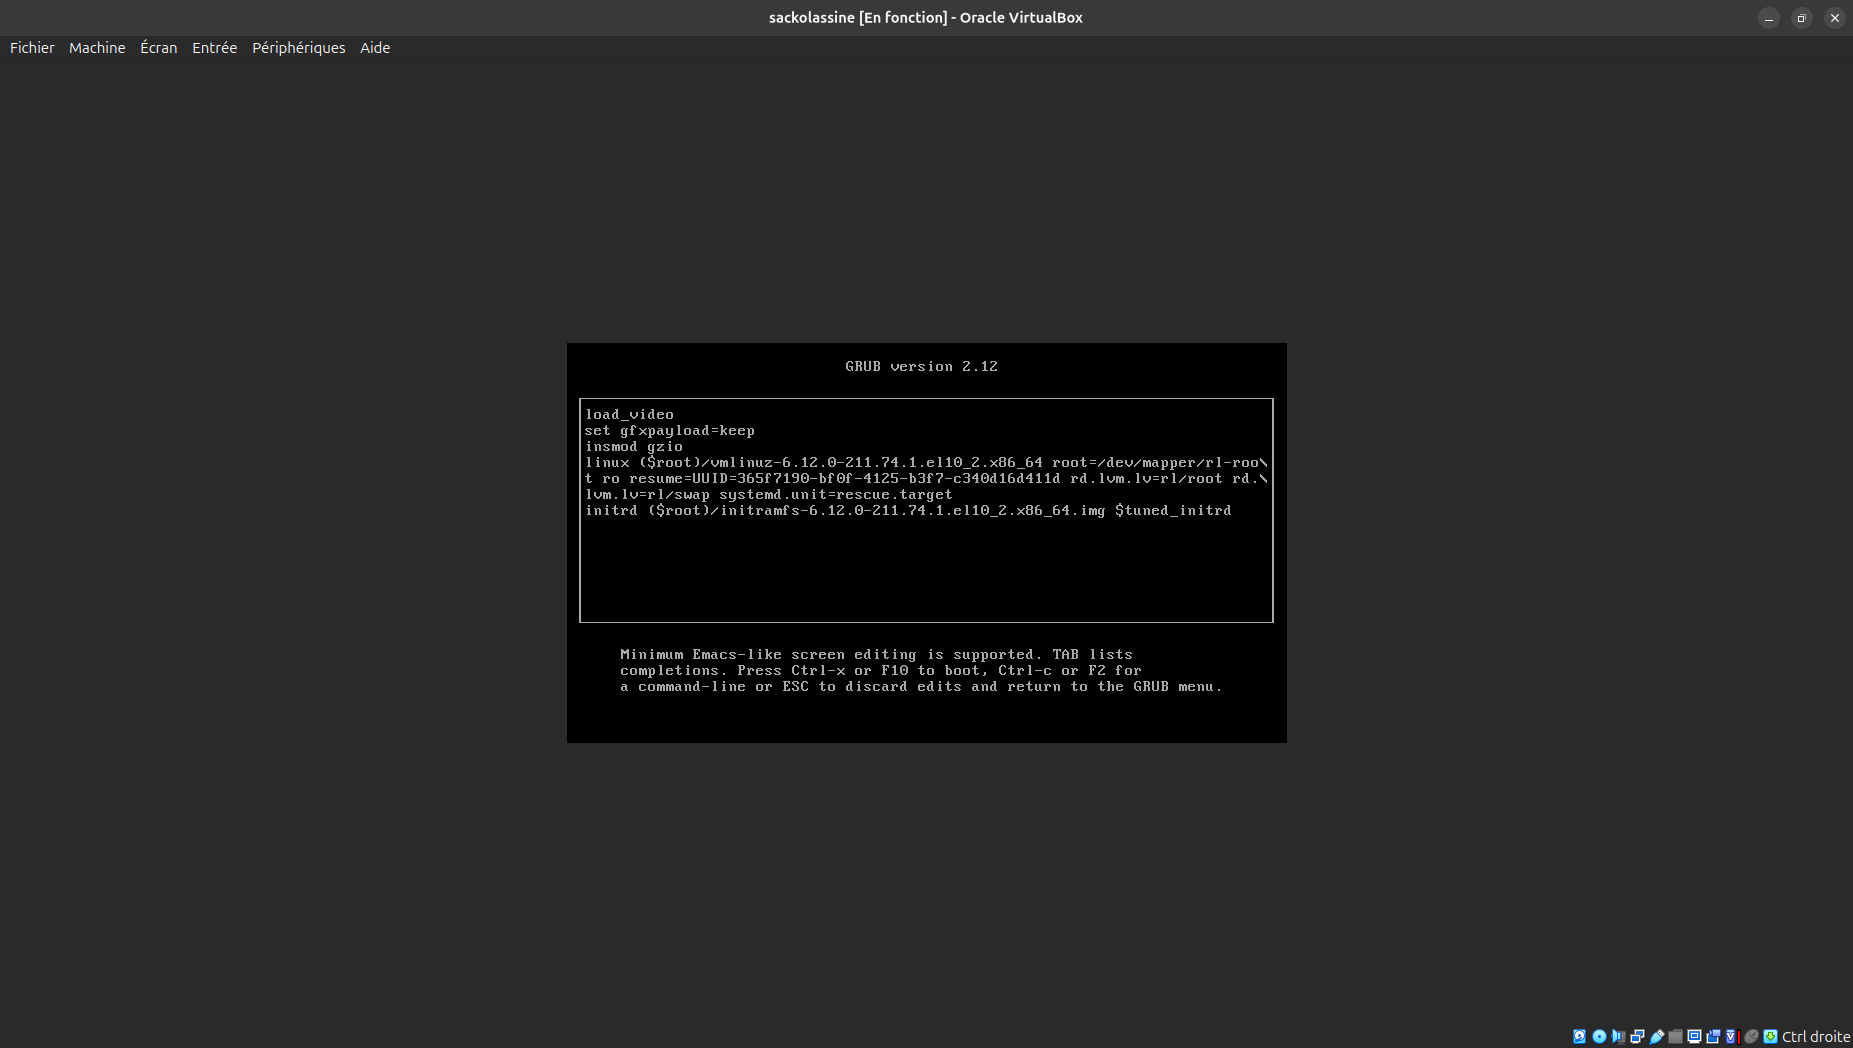 sackolassine [En fonction] - Oracle VirtualBox
Fichier Machine Écran Entrée Périphériques Aide
GRUB version 2.12
load_video
set gfxpayload=keep
insmod gzio
linux ($root)/vmlinuz-6.12.0-211.74.1.el10_2.x86_64 root=/dev/mapper/rl-roo\
t ro resume=UUID=365f7190-bf0f-4125-b3f7-c340d16d411d rd.lvm.lv=rl/root rd.\
lvm.lv=rl/swap systemd.unit=rescue.target
initrd ($root)/initramfs-6.12.0-211.74.1.el10_2.x86_64.img $tuned_initrd
Minimum Emacs-like screen editing is supported. TAB lists
completions. Press Ctrl-x or F10 to boot, Ctrl-c or F2 for
a command-line or ESC to discard edits and return to the GRUB menu.
Ctrl droite